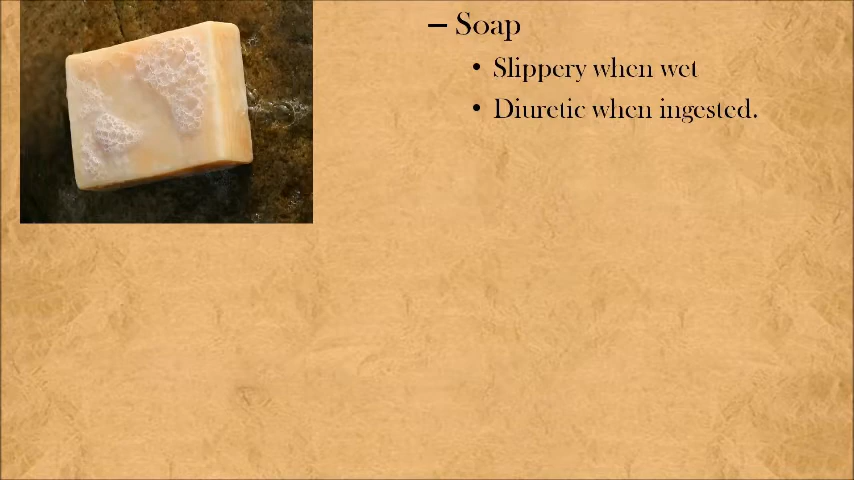 – Soap
• Slippery when wet
• Diuretic when ingested.